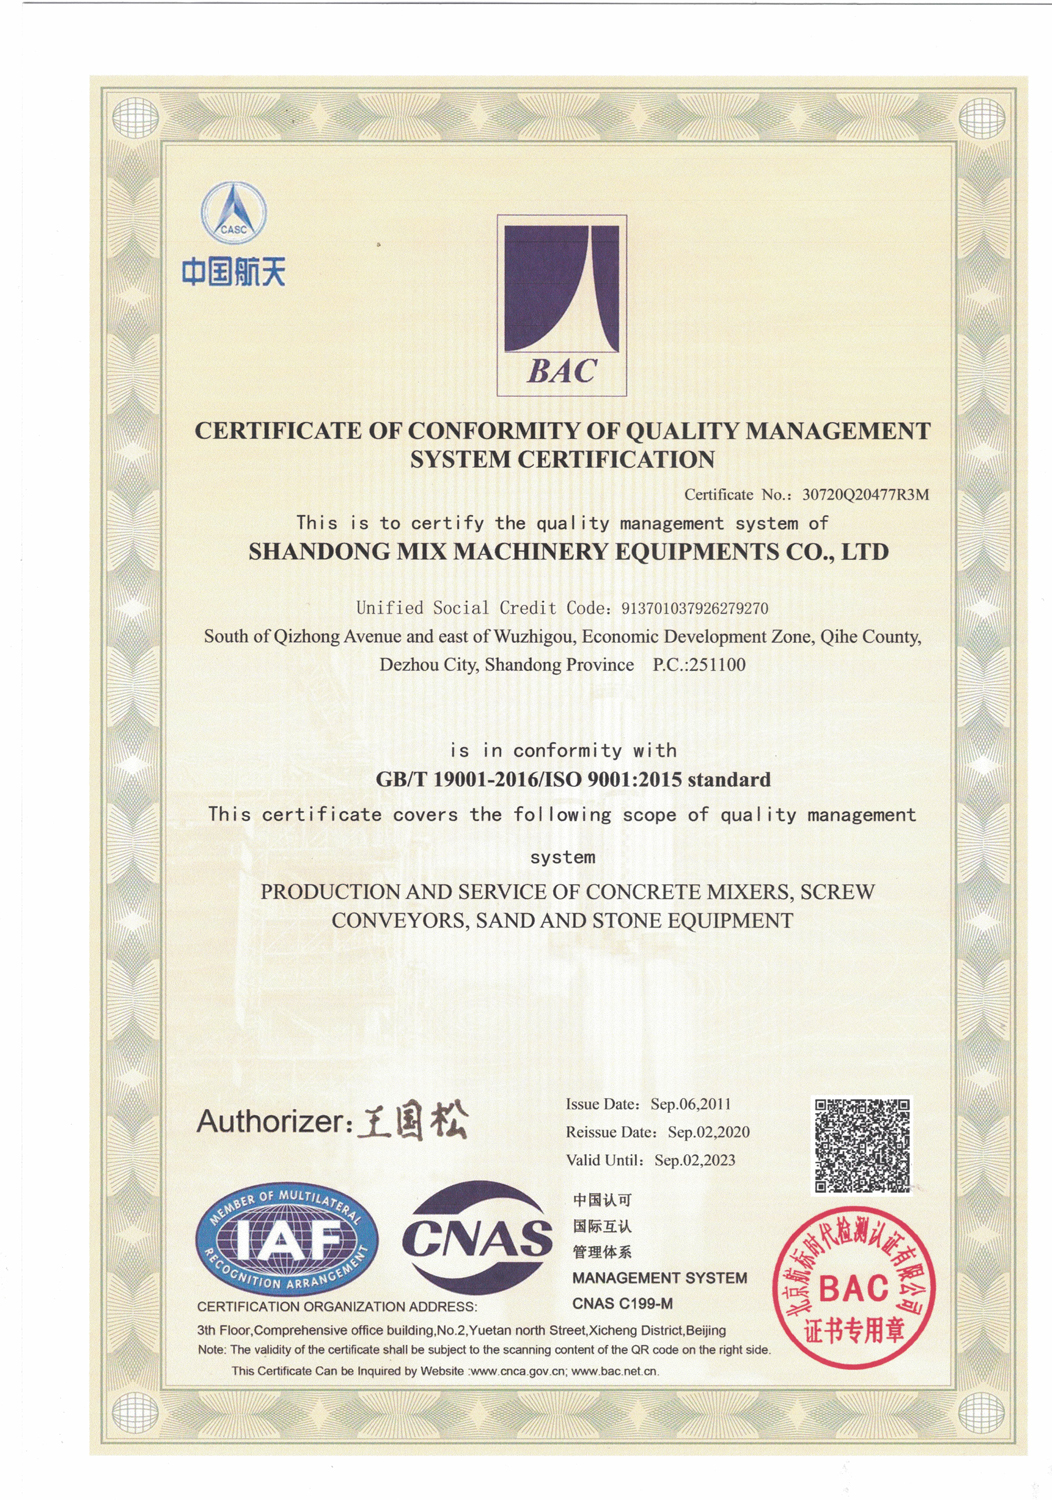 CASC
中国航天
BAC
CERTIFICATE OF CONFORMITY OF QUALITY MANAGEMENT
SYSTEM CERTIFICATION
Certificate No.: 30720Q20477R3M
This is to certify the quality management system of
SHANDONG MIX MACHINERY EQUIPMENTS CO., LTD
Unified Social Credit Code: 913701037926279270
South of Qizhong Avenue and east of Wuzhigou, Economic Development Zone, Qihe County,
Dezhou City, Shandong Province P.C.:251100
is in conformity with
GB/T 19001-2016/ISO 9001:2015 standard
This certificate covers the following scope of quality management
system
PRODUCTION AND SERVICE OF CONCRETE MIXERS, SCREW
CONVEYORS, SAND AND STONE EQUIPMENT
Authorizer: 王国松
Issue Date: Sep.06,2011
Reissue Date: Sep.02,2020
Valid Until: Sep.02,2023
MEMBER OF MULTILATERAL
IAF
RECOGNITION ARRANGEMENT
CNAS
中国认可
国际互认
管理体系
MANAGEMENT SYSTEM
CNAS C199-M
北京航标时代检测认证有限公司
BAC
证书专用章
CERTIFICATION ORGANIZATION ADDRESS:
3th Floor,Comprehensive office building,No.2,Yuetan north Street,Xicheng District,Beijing
Note: The validity of the certificate shall be subject to the scanning content of the QR code on the right side.
This Certificate Can be Inquired by Website :www.cnca.gov.cn; www.bac.net.cn.